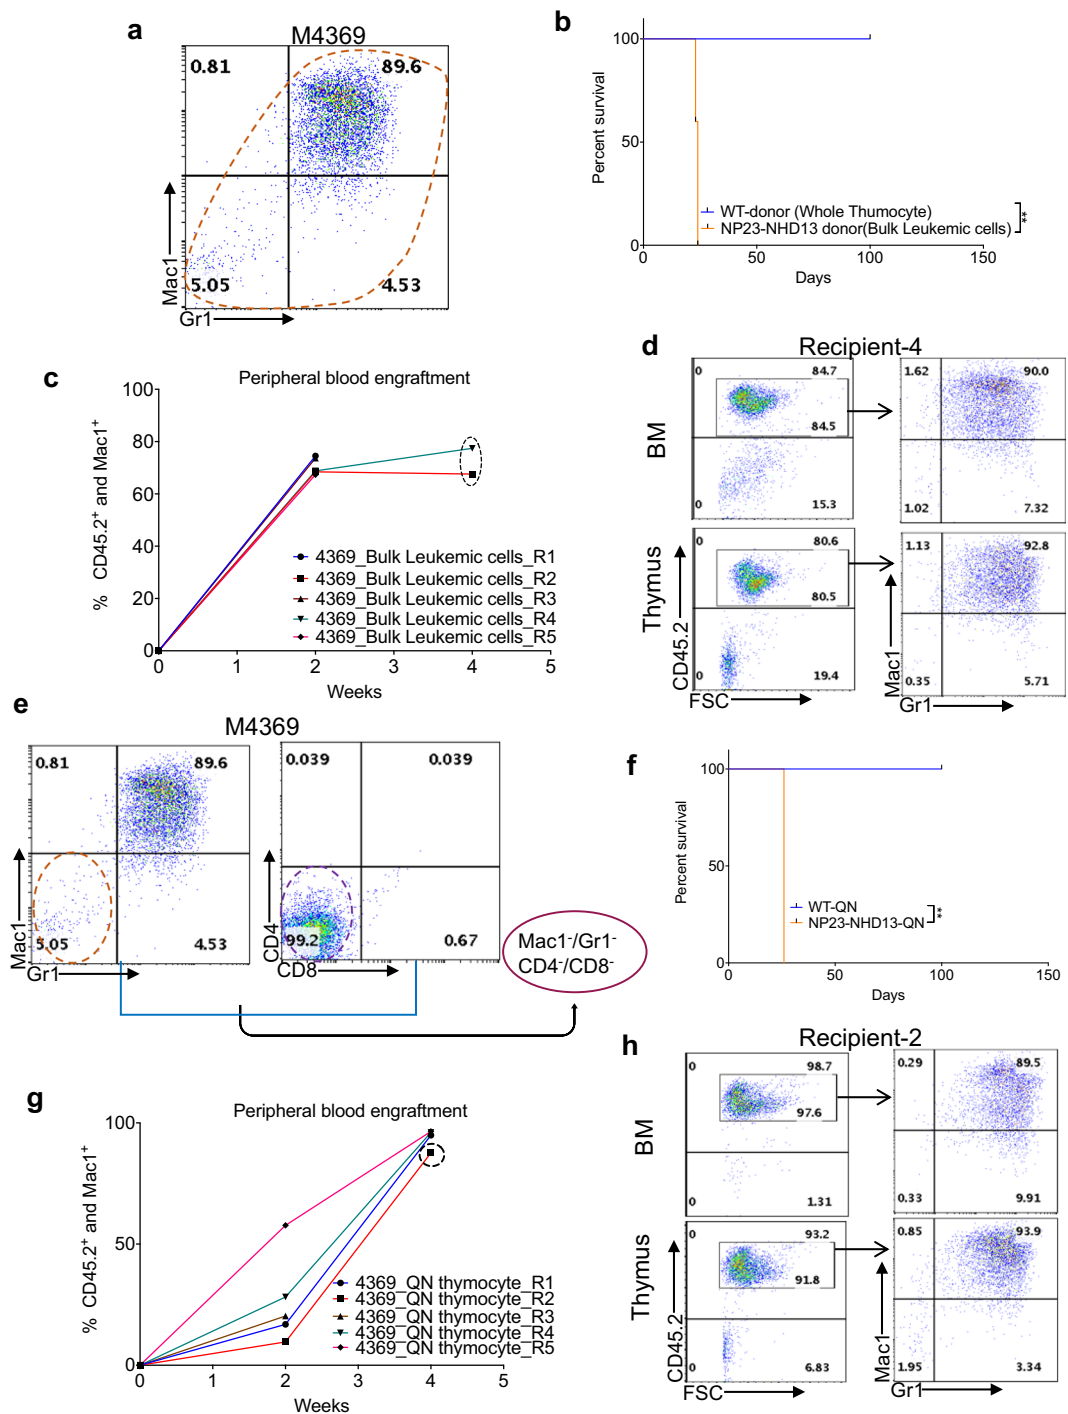 a
M4369
0.81
89.6
5.05
4.53
Mac1
Gr1
b
100
50
0
Percent survival
WT-donor (Whole Thumocyte)
NP23-NHD13 donor(Bulk Leukemic cells)
**
50
100
150
Days
c
Peripheral blood engraftment
% CD45.2+ and Mac1+
100
80
60
40
20
0
4369_Bulk Leukemic cells_R1
4369_Bulk Leukemic cells_R2
4369_Bulk Leukemic cells_R3
4369_Bulk Leukemic cells_R4
4369_Bulk Leukemic cells_R5
0
1
2
3
4
5
Weeks
d
Recipient-4
BM
0
84.7
84.5
0
15.3
1.62
90.0
1.02
7.32
Thymus
0
80.6
80.5
0
19.4
CD45.2
FSC
1.13
92.8
0.35
5.71
Mac1
Gr1
e
M4369
0.81
89.6
5.05
4.53
Mac1
Gr1
0.039
0.039
99.2
0.67
CD4
CD8
Mac1-/Gr1-
CD4-/CD8-
f
100
50
0
Percent survival
WT-QN
NP23-NHD13-QN
**
0
50
100
150
Days
g
Peripheral blood engraftment
% CD45.2+ and Mac1+
100
50
0
4369_QN thymocyte_R1
4369_QN thymocyte_R2
4369_QN thymocyte_R3
4369_QN thymocyte_R4
4369_QN thymocyte_R5
0
1
2
3
4
5
Weeks
h
Recipient-2
BM
0
98.7
97.6
0
1.31
0.29
89.5
0.33
9.91
Thymus
0
93.2
91.8
0
6.83
CD45.2
FSC
0.85
93.9
1.95
3.34
Mac1
Gr1